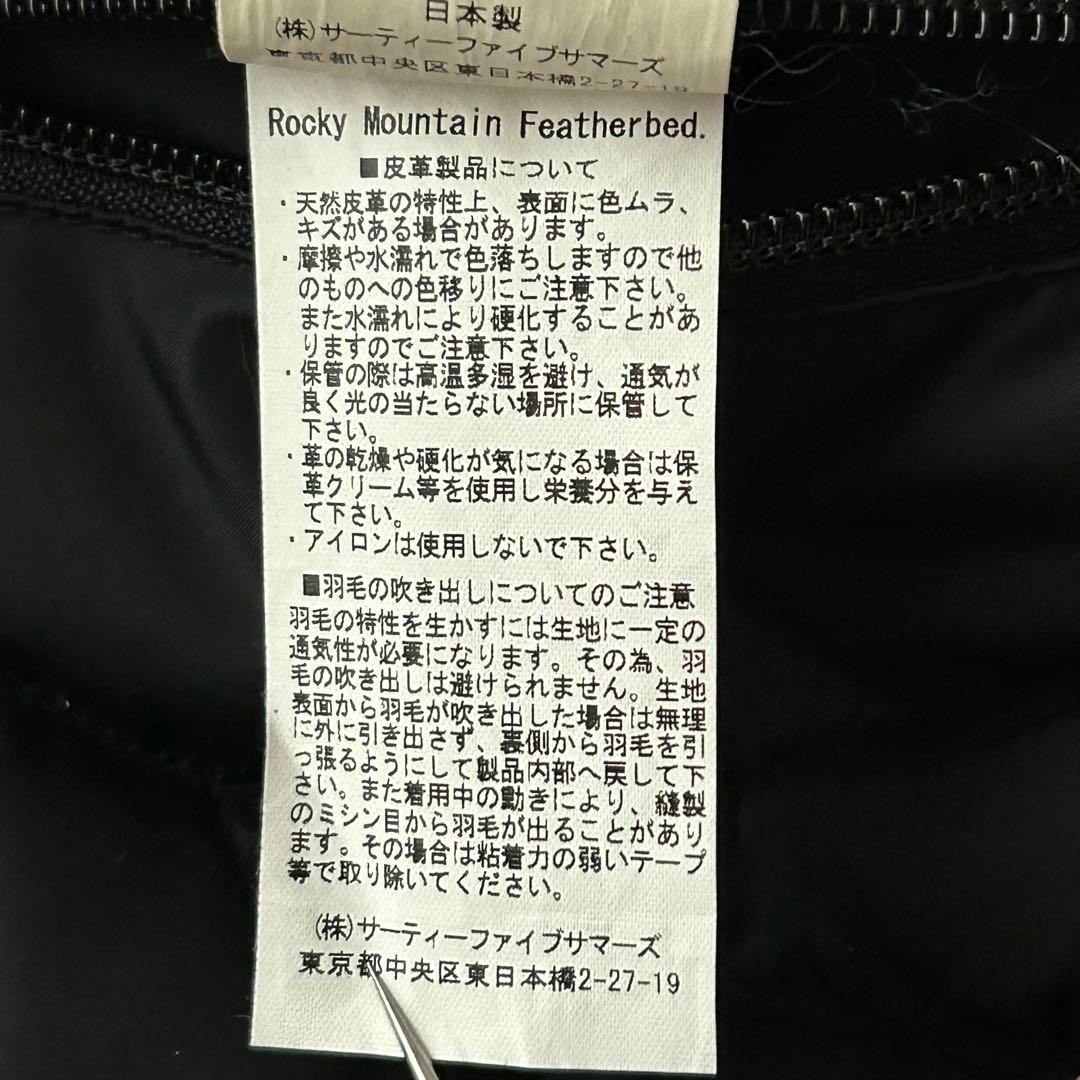 日本製
(株)サーティーファイブサマーズ
東京都中央区東日本橋2-27-19
Rocky Mountain Featherbed.
■皮革製品について
・天然皮革の特性上、表面に色ムラ、
キズがある場合があります。
・摩擦や水濡れで色落ちしますので他
のものへの色移りにご注意下さい。
また水濡れにより硬化することがあ
りますのでご注意下さい。
・保管の際は高温多湿を避け、通気が
良く光の当たらない場所に保管して
下さい。
・革の乾燥や硬化が気になる場合は保
革クリーム等を使用し栄養分を与え
て下さい。
・アイロンは使用しないで下さい。
■羽毛の吹き出しについてのご注意
羽毛の特性を生かすには生地に一定の
通気性が必要になります。その為、羽
毛の吹き出しは避けられません。生地
表面から羽毛が吹き出した場合は無理
に外に引き出さず、裏側から羽毛を引
っ張るようにして製品内部へ戻して下
さい。また着用中の動きにより、縫製
のミシン目から羽毛が出ることがあり
ます。その場合は粘着力の弱いテープ
等で取り除いてください。
(株)サーティーファイブサマーズ
東京都中央区東日本橋2-27-19